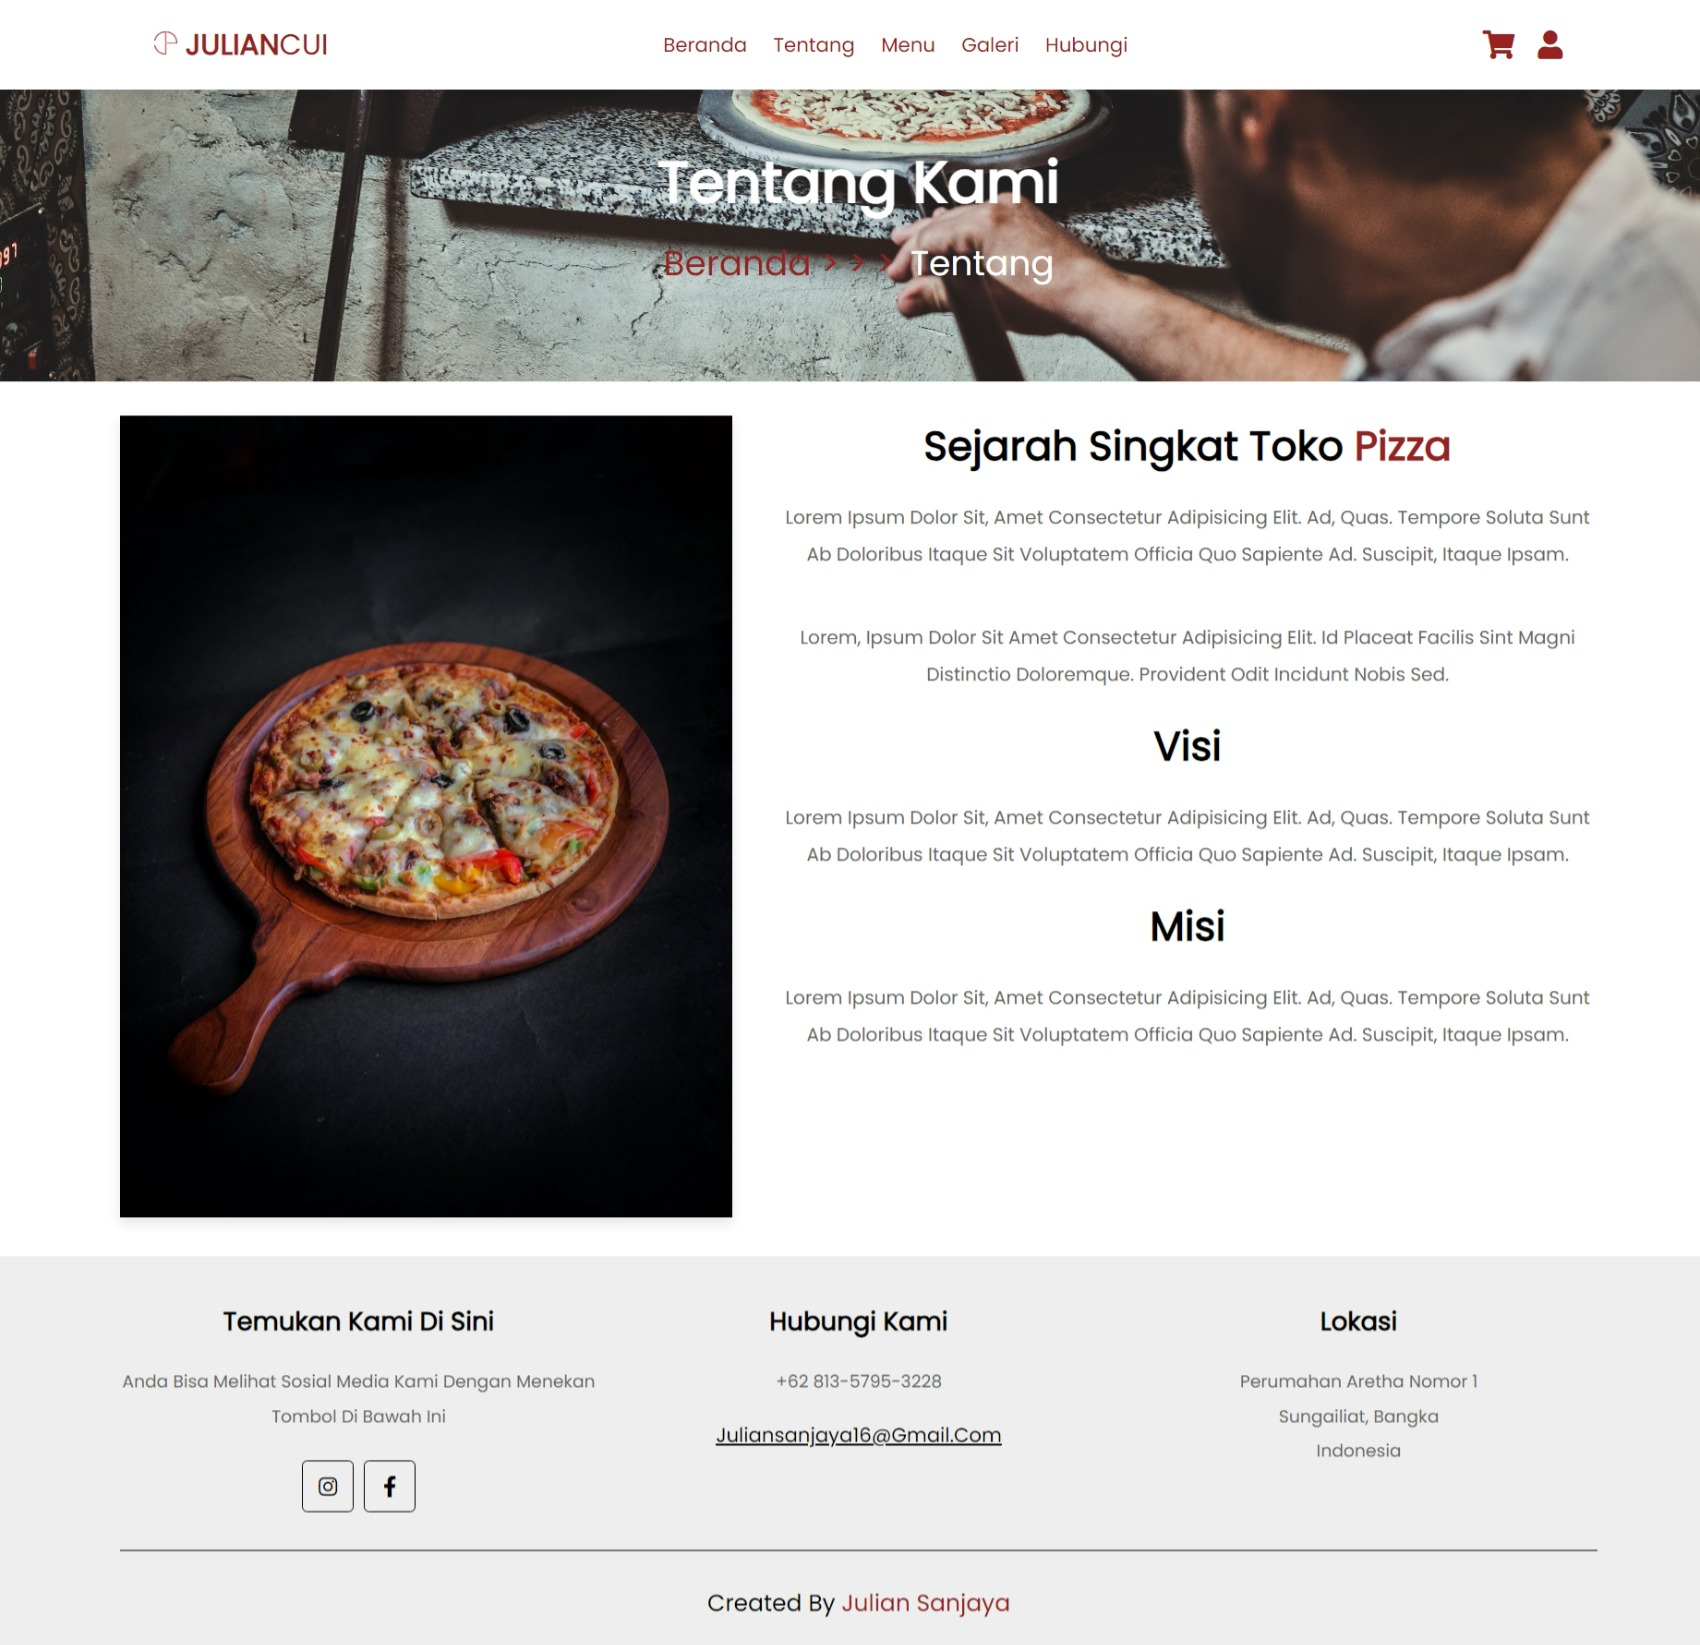 JULIANCUI
Beranda Tentang Menu Galeri Hubungi
Tentang Kami
Beranda > > > Tentang
Sejarah Singkat Toko Pizza
Lorem Ipsum Dolor Sit, Amet Consectetur Adipisicing Elit. Ad, Quas. Tempore Soluta Sunt
Ab Doloribus Itaque Sit Voluptatem Officia Quo Sapiente Ad. Suscipit, Itaque Ipsam.
Lorem, Ipsum Dolor Sit Amet Consectetur Adipisicing Elit. Id Placeat Facilis Sint Magni
Distinctio Doloremque. Provident Odit Incidunt Nobis Sed.
Visi
Lorem Ipsum Dolor Sit, Amet Consectetur Adipisicing Elit. Ad, Quas. Tempore Soluta Sunt
Ab Doloribus Itaque Sit Voluptatem Officia Quo Sapiente Ad. Suscipit, Itaque Ipsam.
Misi
Lorem Ipsum Dolor Sit, Amet Consectetur Adipisicing Elit. Ad, Quas. Tempore Soluta Sunt
Ab Doloribus Itaque Sit Voluptatem Officia Quo Sapiente Ad. Suscipit, Itaque Ipsam.
Temukan Kami Di Sini
Anda Bisa Melihat Sosial Media Kami Dengan Menekan
Tombol Di Bawah Ini
Hubungi Kami
+62 813-5795-3228
Juliansanjaya16@Gmail.Com
Lokasi
Perumahan Aretha Nomor 1
Sungailiat, Bangka
Indonesia
Created By Julian Sanjaya